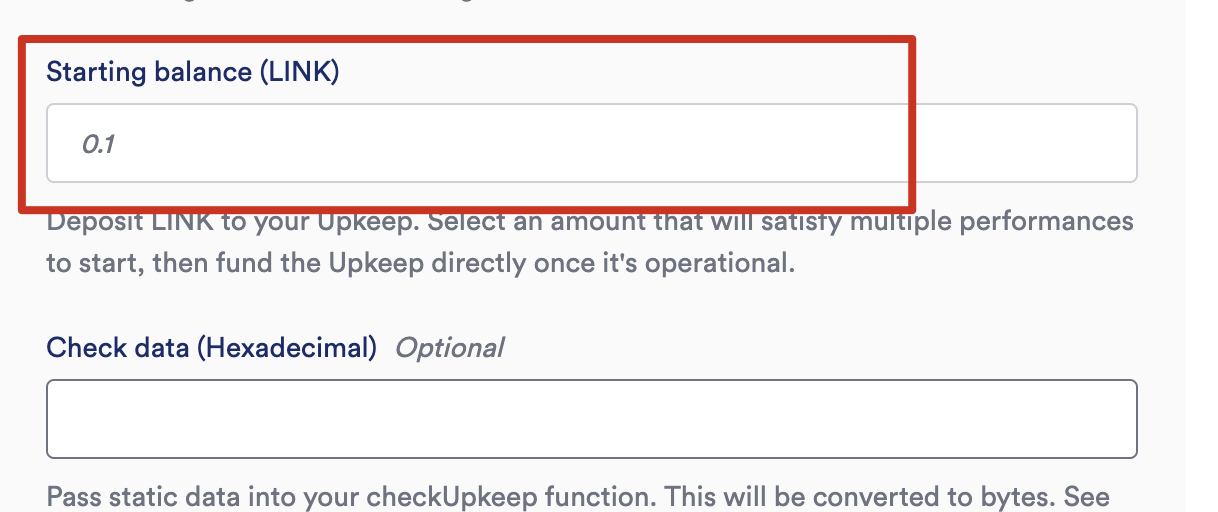 Starting balance (LINK)
0.1
Deposit LINK to your Upkeep. Select an amount that will satisfy multiple performances
to start, then fund the Upkeep directly once it's operational.
Check data (Hexadecimal) Optional
Pass static data into your checkUpkeep function. This will be converted to bytes. See